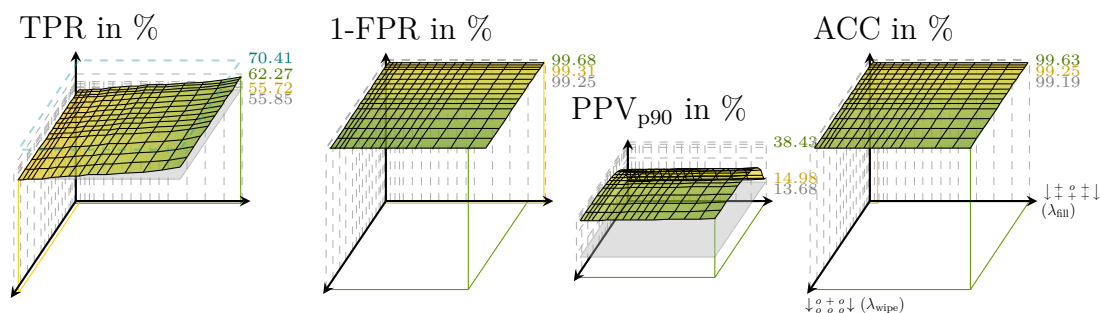 TPR in %
70.41
62.27
55.72
55.85
1-FPR in %
99.68
99.31
99.25
PPVp90 in %
38.43
14.98
13.68
ACC in %
99.63
99.25
99.19
↓ + o + ↓
↓ + + + ↓
(λfill)
↓ o + o ↓ (λwipe)
o o o